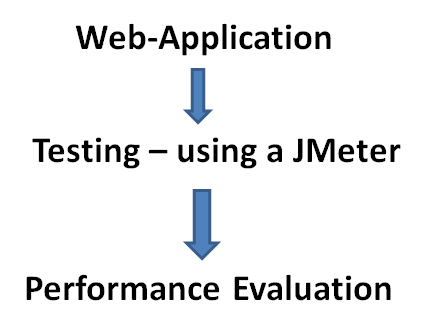 Web-Application
Testing – using a JMeter
Performance Evaluation